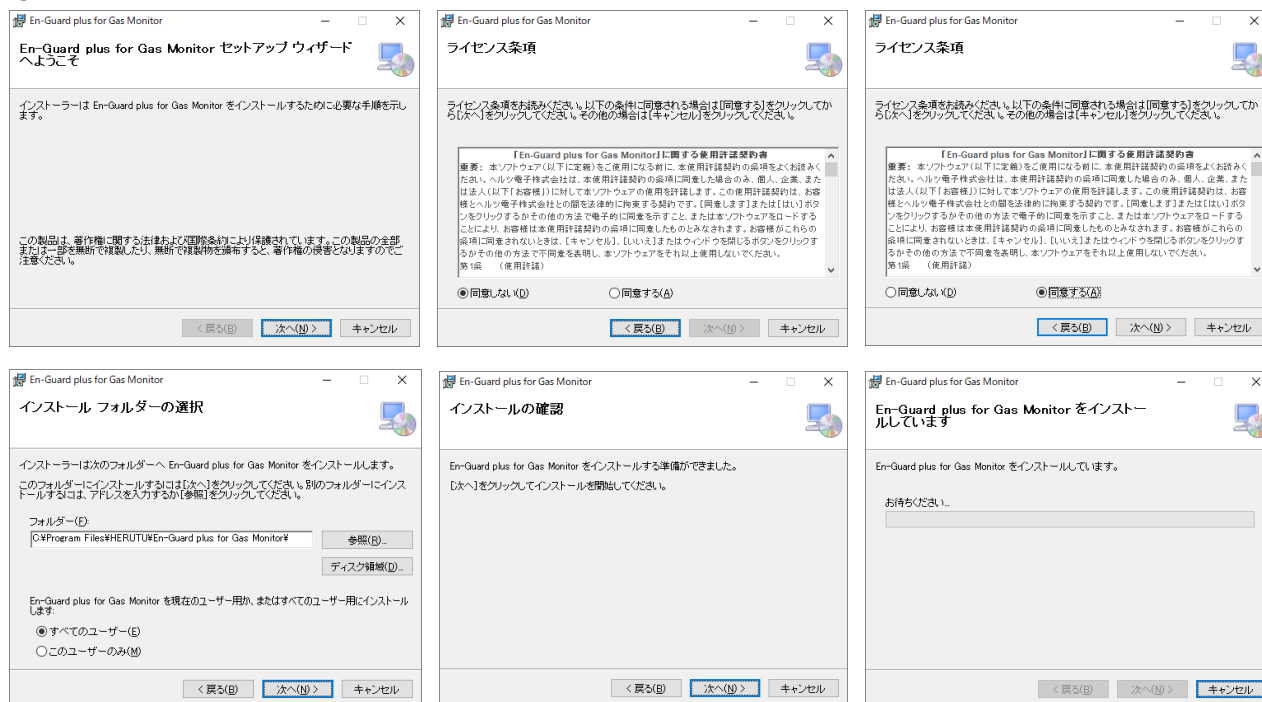 En-Guard plus for Gas Monitor
En-Guard plus for Gas Monitor セットアップ ウィザード
へようこそ
インストーラーは En-Guard plus for Gas Monitor をインストールするために必要な手順を示し
ます。
この製品は、著作権に関する法律および国際条約により保護されています。この製品の全部
または一部を無断で複製したり、無断で複製物を頒布すると、著作権の侵害となりますのでご
注意ください。
< 戻る(B) 次へ(N) > キャンセル
En-Guard plus for Gas Monitor
ライセンス条項
ライセンス条項をお読みください。以下の条件に同意される場合は[同意する]をクリックしてか
ら[次へ]をクリックしてください。その他の場合は[キャンセル]をクリックしてください。
「En-Guard plus for Gas Monitor」に関する使用許諾契約書
重要： 本ソフトウェア(以下に定義)をご使用になる前に、本使用許諾契約の条項をよくお読みく
ださい。ヘルツ電子株式会社は、本使用許諾契約の条項に同意した場合のみ、個人、企業、また
は法人(以下「お客様」)に対して本ソフトウェアの使用を許諾します。この使用許諾契約は、お客
様とヘルツ電子株式会社との間を法律的に拘束する契約です。[同意します]または[はい]ボタ
ンをクリックするかその他の方法で電子的に同意を示すこと、または本ソフトウェアをロードする
ことにより、お客様は本使用許諾契約の条項に同意したものとみなされます。お客様がこれらの
条項に同意されないときは、[キャンセル]、[いいえ]またはウィンドウを閉じるボタンをクリックす
るかその他の方法で不同意を表明し、本ソフトウェアをそれ以上使用しないでください。
第1条 （使用許諾）
同意しない(D) 同意する(A)
< 戻る(B) 次へ(N) > キャンセル
En-Guard plus for Gas Monitor
ライセンス条項
ライセンス条項をお読みください。以下の条件に同意される場合は[同意する]をクリックしてか
ら[次へ]をクリックしてください。その他の場合は[キャンセル]をクリックしてください。
「En-Guard plus for Gas Monitor」に関する使用許諾契約書
重要： 本ソフトウェア(以下に定義)をご使用になる前に、本使用許諾契約の条項をよくお読みく
ださい。ヘルツ電子株式会社は、本使用許諾契約の条項に同意した場合のみ、個人、企業、また
は法人(以下「お客様」)に対して本ソフトウェアの使用を許諾します。この使用許諾契約は、お客
様とヘルツ電子株式会社との間を法律的に拘束する契約です。[同意します]または[はい]ボタ
ンをクリックするかその他の方法で電子的に同意を示すこと、または本ソフトウェアをロードする
ことにより、お客様は本使用許諾契約の条項に同意したものとみなされます。お客様がこれらの
条項に同意されないときは、[キャンセル]、[いいえ]またはウィンドウを閉じるボタンをクリックす
るかその他の方法で不同意を表明し、本ソフトウェアをそれ以上使用しないでください。
第1条 （使用許諾）
同意しない(D) 同意する(A)
< 戻る(B) 次へ(N) > キャンセル
En-Guard plus for Gas Monitor
インストール フォルダーの選択
インストーラーは次のフォルダーへ En-Guard plus for Gas Monitor をインストールします。
このフォルダーにインストールするには[次へ]をクリックしてください。別のフォルダーにインス
トールするには、アドレスを入力するか[参照]をクリックしてください。
フォルダー(F):
C:¥Program Files¥HERUTU¥En-Guard plus for Gas Monitor¥ 参照(R)...
ディスク領域(D)...
En-Guard plus for Gas Monitor を現在のユーザー用か、またはすべてのユーザー用にインストール
します:
すべてのユーザー(E)
このユーザーのみ(M)
< 戻る(B) 次へ(N) > キャンセル
En-Guard plus for Gas Monitor
インストールの確認
En-Guard plus for Gas Monitor をインストールする準備ができました。
[次へ]をクリックしてインストールを開始してください。
< 戻る(B) 次へ(N) > キャンセル
En-Guard plus for Gas Monitor
En-Guard plus for Gas Monitor をインストー
ルしています
En-Guard plus for Gas Monitor をインストールしています。
お待ちください...
< 戻る(B) 次へ(N) > キャンセル